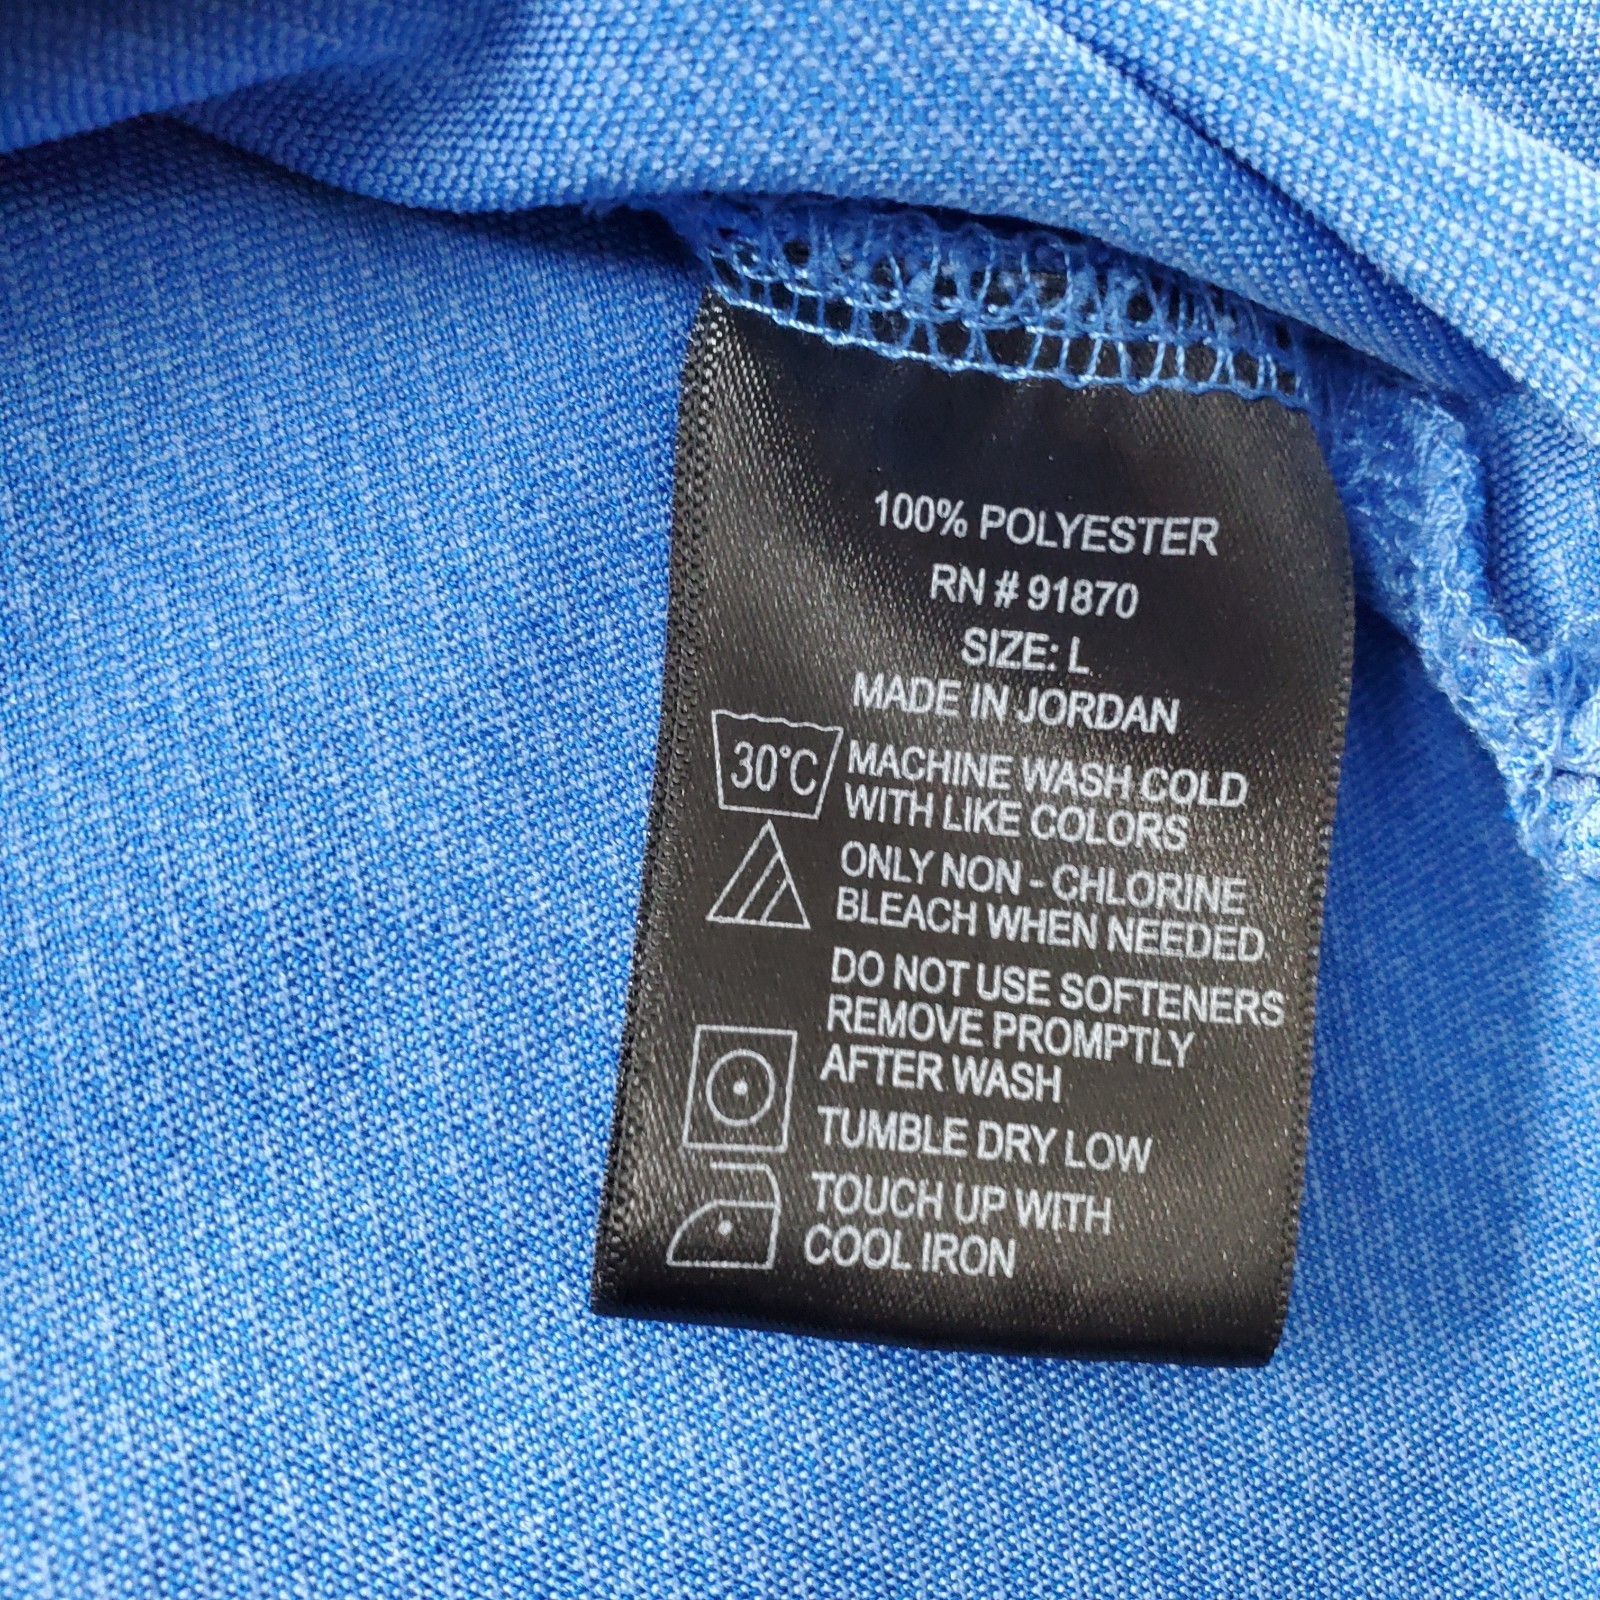 100% POLYESTER
RN # 91870
SIZE: L
MADE IN JORDAN
30°C MACHINE WASH COLD
WITH LIKE COLORS
ONLY NON - CHLORINE
BLEACH WHEN NEEDED
DO NOT USE SOFTENERS
REMOVE PROMPTLY
AFTER WASH
TUMBLE DRY LOW
TOUCH UP WITH
COOL IRON